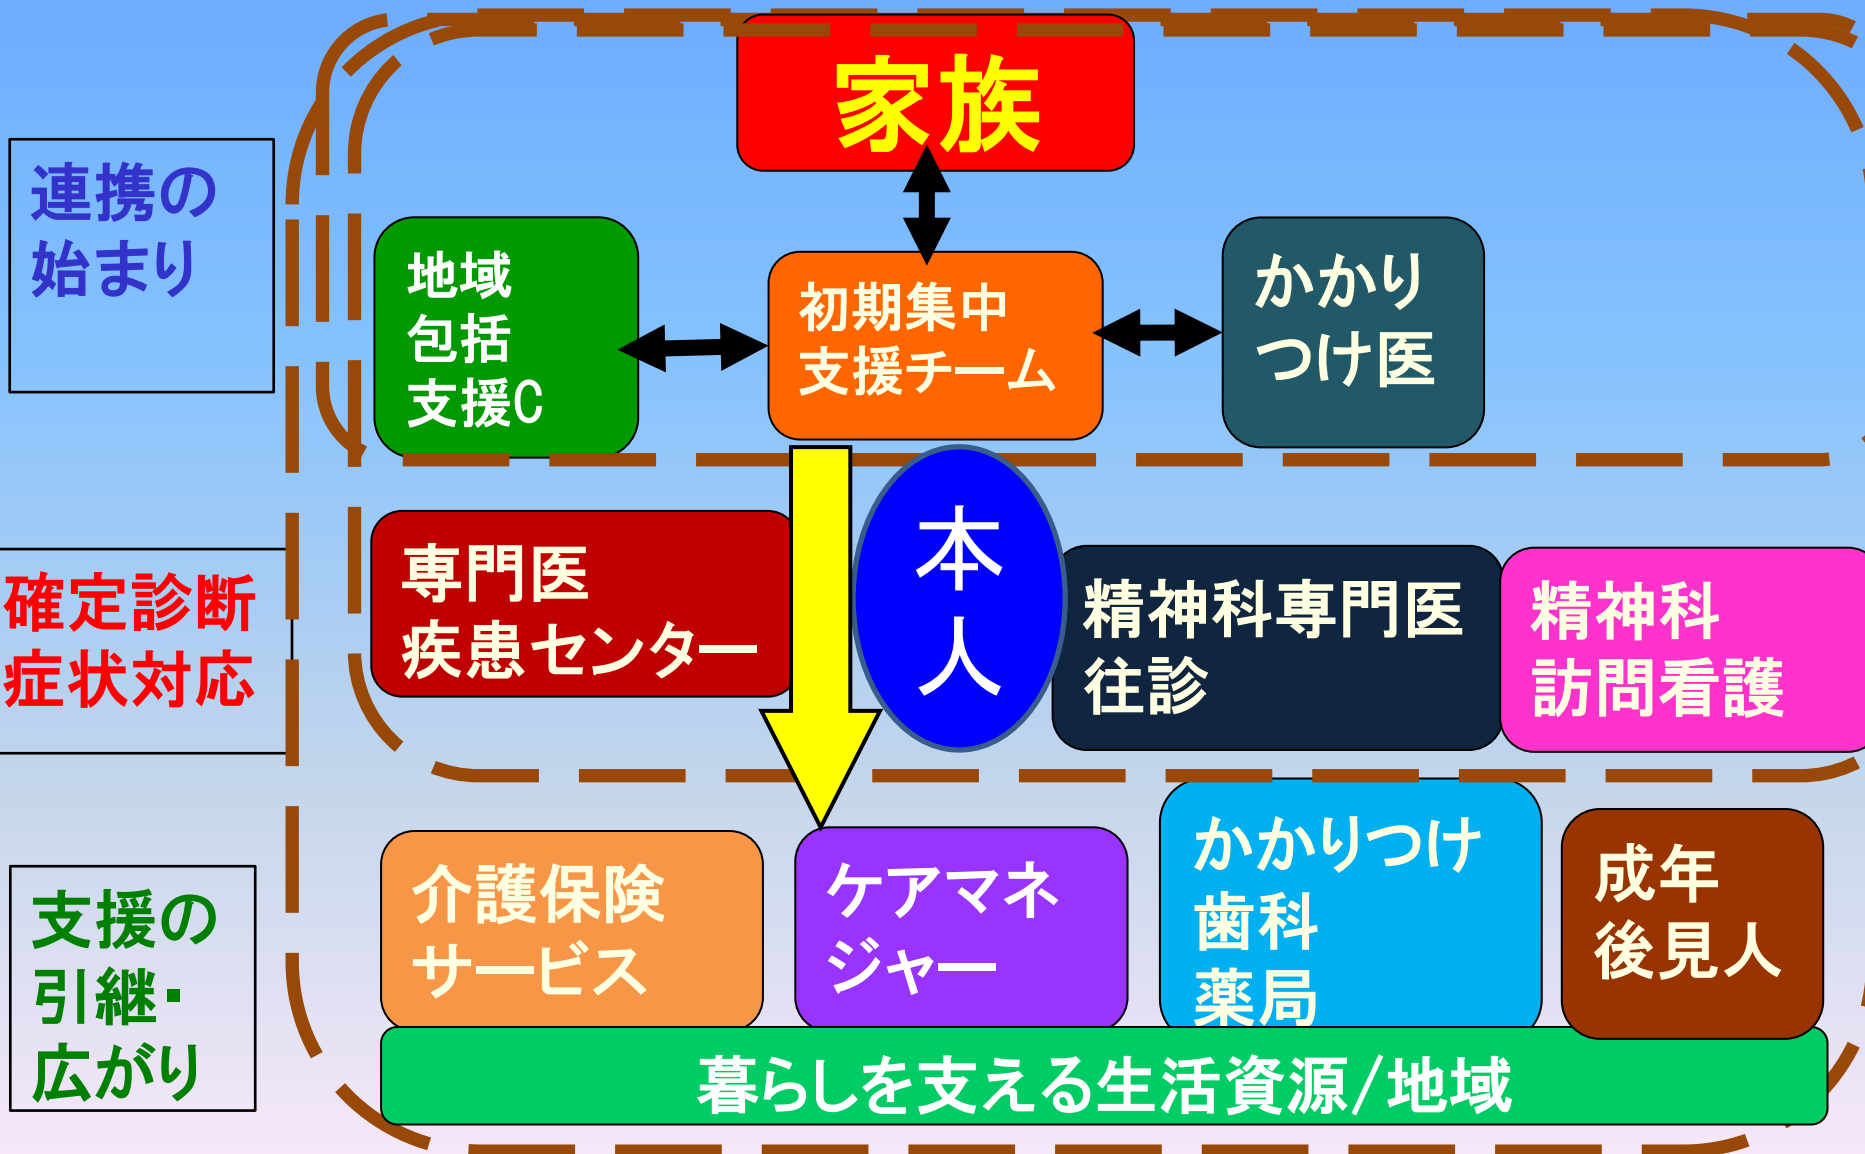 家族
連携の
始まり
地域
包括
支援C
初期集中
支援チーム
かかり
つけ医
本
人
確定診断
症状対応
専門医
疾患センター
精神科専門医
往診
精神科
訪問看護
支援の
引継・
広がり
介護保険
サービス
ケアマネ
ジャー
かかりつけ
歯科
薬局
成年
後見人
暮らしを支える生活資源/地域